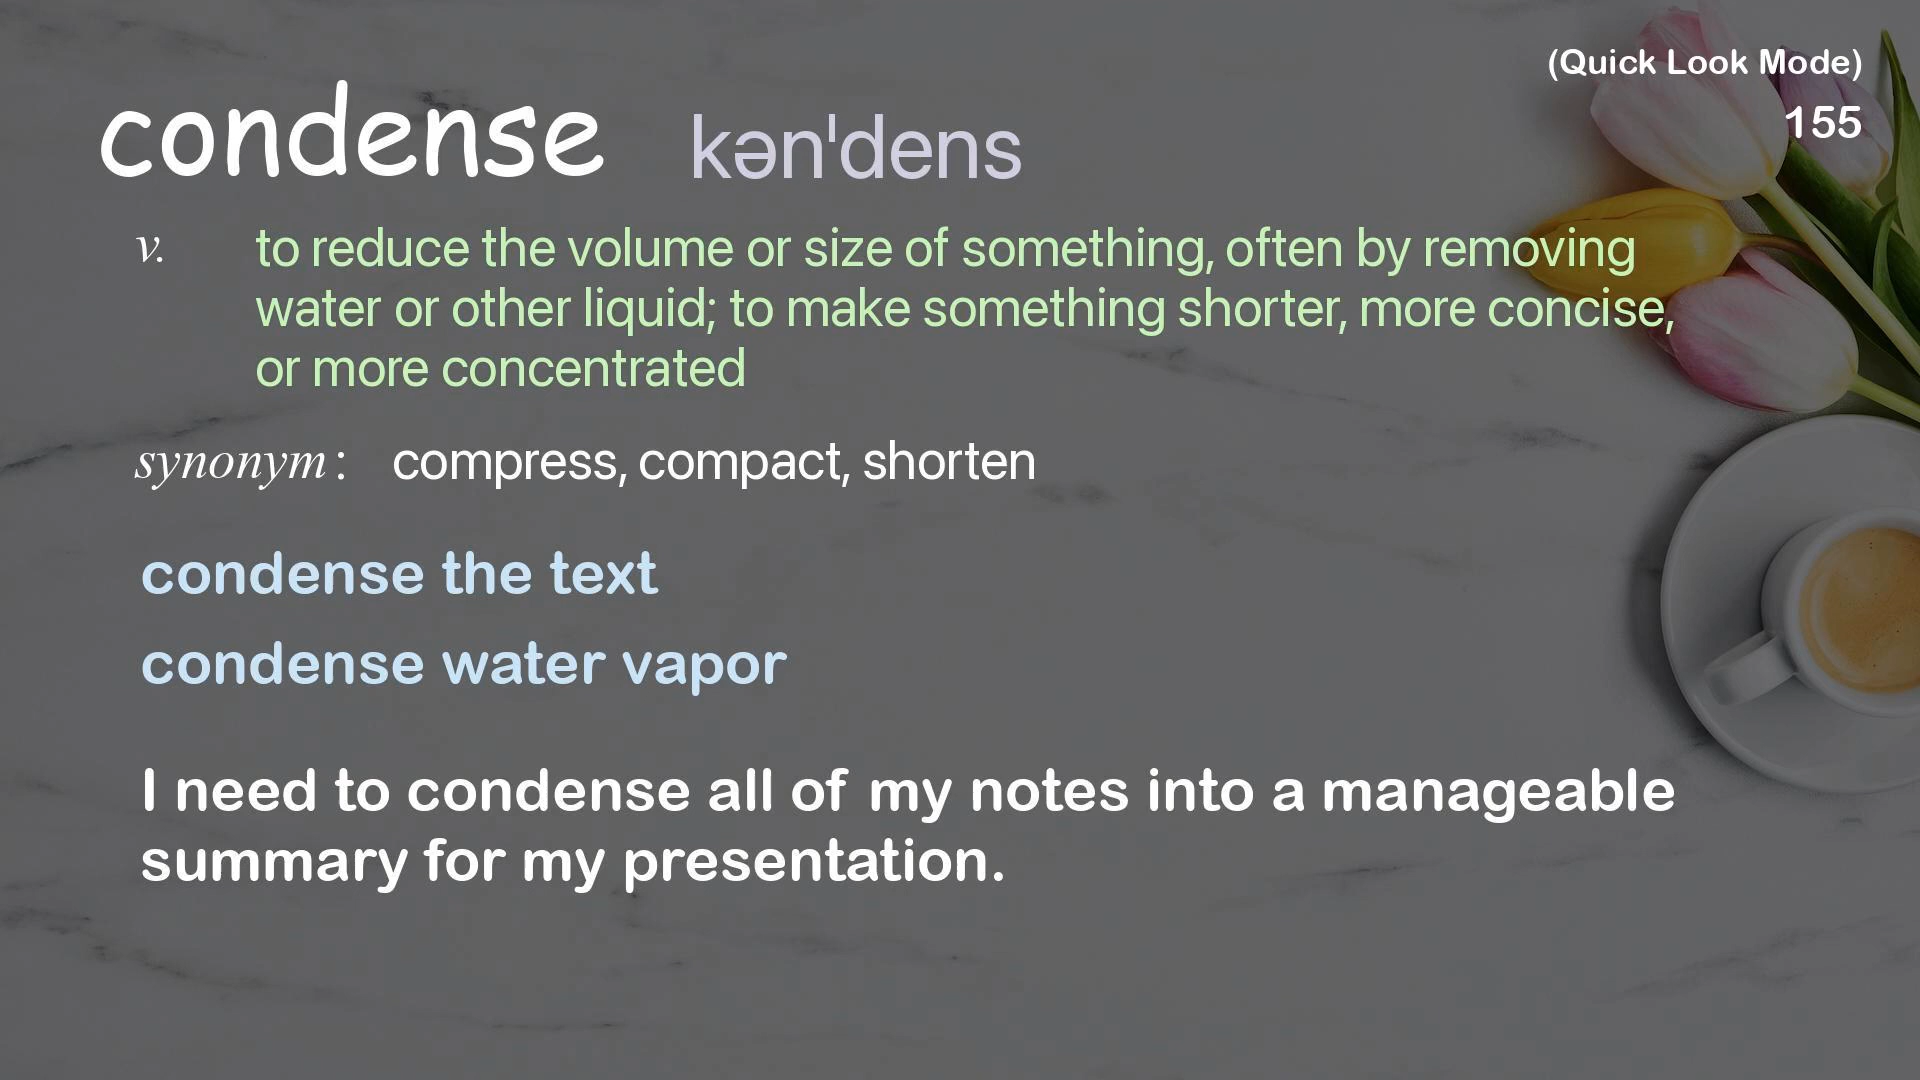 (Quick Look Mode)
155
condense kən'dens
v. to reduce the volume or size of something, often by removing
water or other liquid; to make something shorter, more concise,
or more concentrated
synonym : compress, compact, shorten
condense the text
condense water vapor
I need to condense all of my notes into a manageable
summary for my presentation.